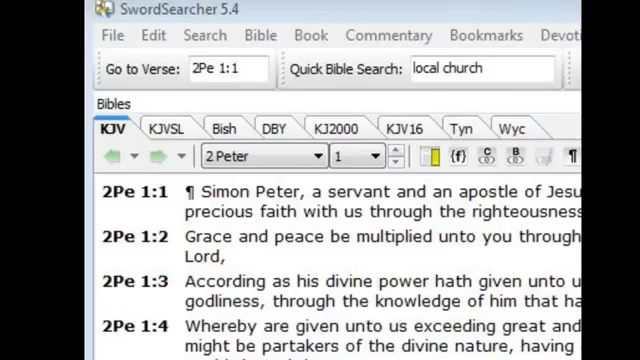 SwordSearcher 5.4
File Edit Search Bible Book Commentary Bookmarks Devoti
Go to Verse: 2Pe 1:1 Quick Bible Search: local church
Bibles
KJV KJVSL Bish DBY KJ2000 KJV16 Tyn Wyc
2 Peter 1 {f} C B ¶
2Pe 1:1 ¶ Simon Peter, a servant and an apostle of Jesu
precious faith with us through the righteousness
2Pe 1:2 Grace and peace be multiplied unto you through
Lord,
2Pe 1:3 According as his divine power hath given unto u
godliness, through the knowledge of him that ha
2Pe 1:4 Whereby are given unto us exceeding great and
might be partakers of the divine nature, having